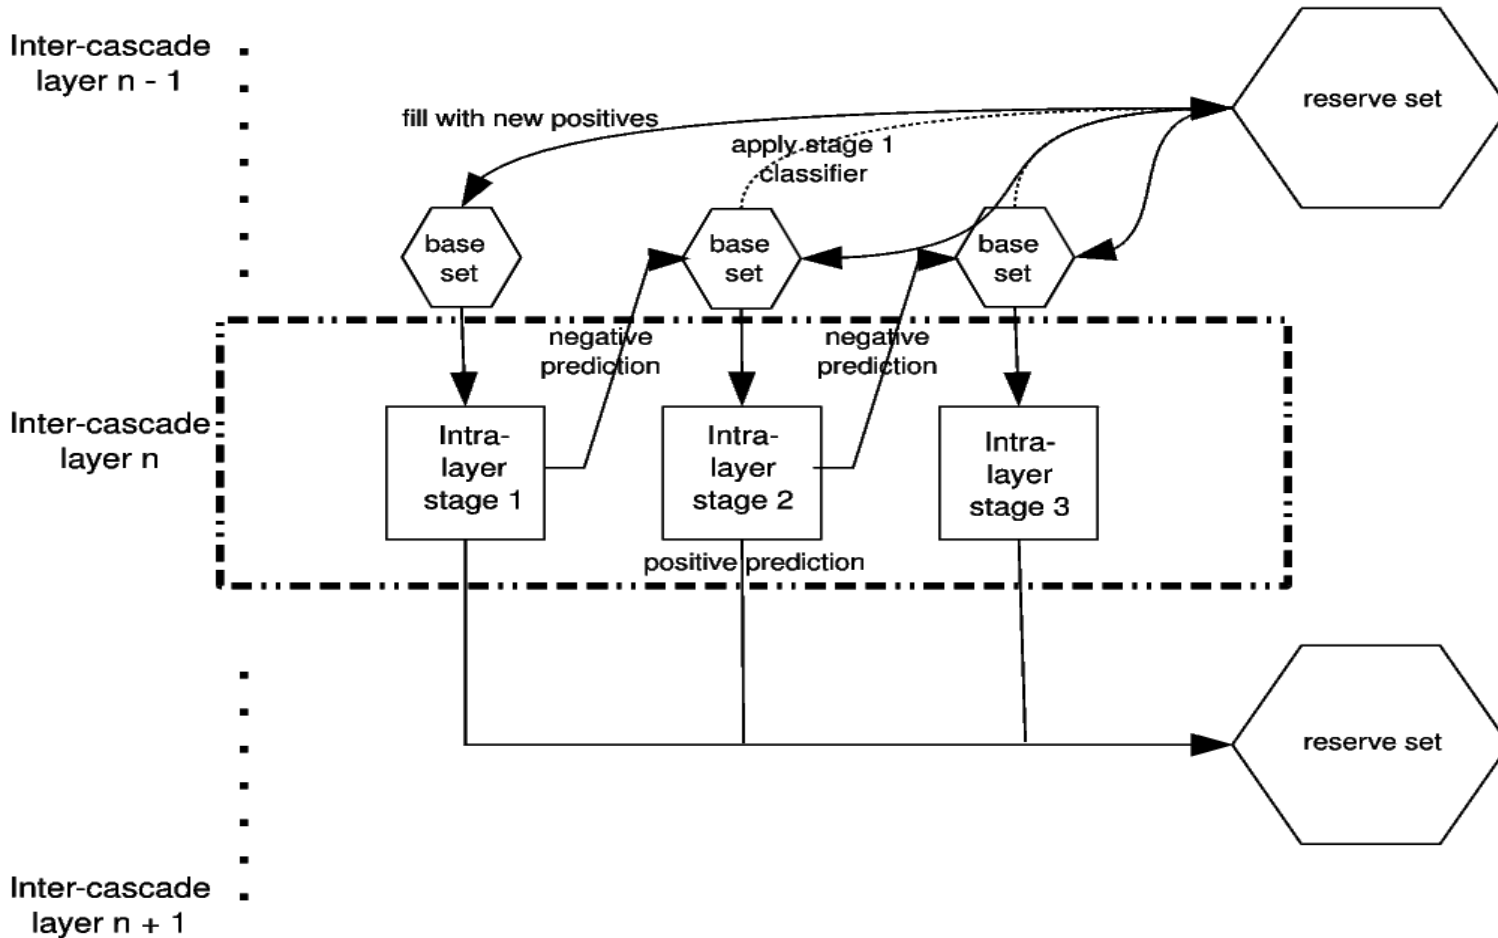 Inter-cascade
layer n - 1
reserve set
fill with new positives
apply stage 1
classifier
base
set
base
set
base
set
negative
prediction
negative
prediction
Inter-cascade
layer n
Intra-
layer
stage 1
Intra-
layer
stage 2
Intra-
layer
stage 3
positive prediction
reserve set
Inter-cascade
layer n + 1